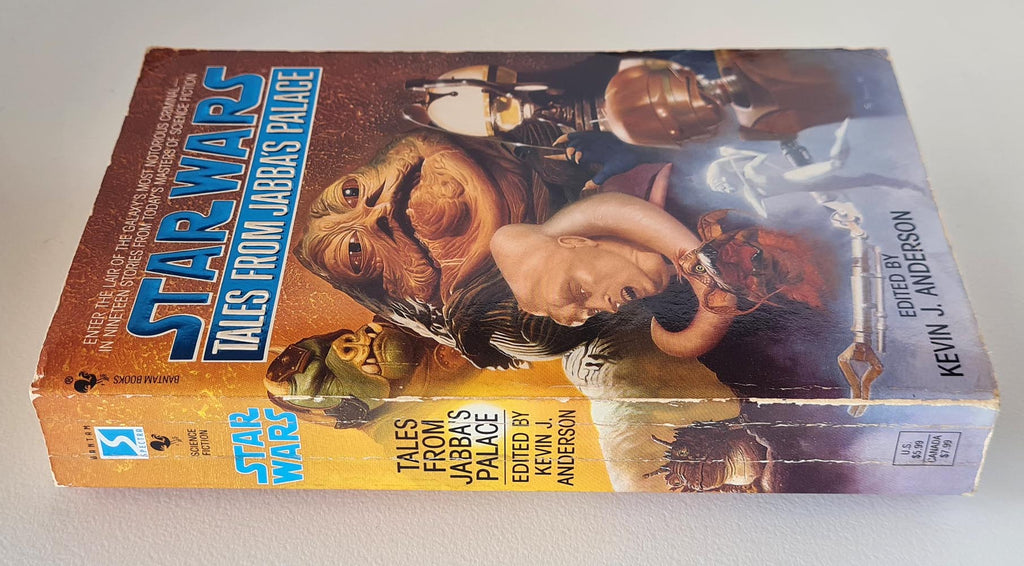 ENTER THE LAIR OF THE GALAXY'S MOST NOTORIOUS CRIMINAL...
IN NINETEEN STORIES FROM TODAY'S MASTERS OF SCIENCE FICTION
STAR WARS®
TALES FROM JABBA'S PALACE
BANTAM BOOKS
EDITED BY
KEVIN J. ANDERSON
BANTAM
S
SPECTRA
SCIENCE
FICTION
STAR
WARS
TALES
FROM
JABBA'S
PALACE
EDITED BY
KEVIN J.
ANDERSON
U.S.
$5.99
CANADA
$7.99